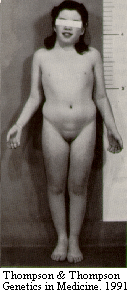 Thompson & Thompson
Genetics in Medicine. 1991